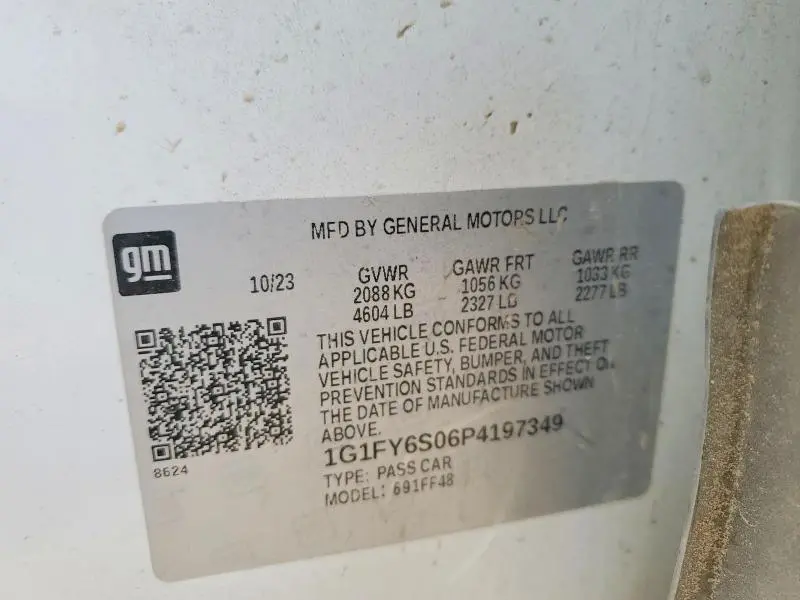 MFD BY GENERAL MOTORS LLC
gm
10/23
GVWR GAWR FRT GAWR RR
2088 KG 1056 KG 1033 KG
4604 LB 2327 LB 2277 LB
THIS VEHICLE CONFORMS TO ALL
APPLICABLE U.S. FEDERAL MOTOR
VEHICLE SAFETY, BUMPER, AND THEFT
PREVENTION STANDARDS IN EFFECT ON
THE DATE OF MANUFACTURE SHOWN
ABOVE.
1G1FY6S06P4197349
8624
TYPE: PASS CAR
MODEL: 691FF48